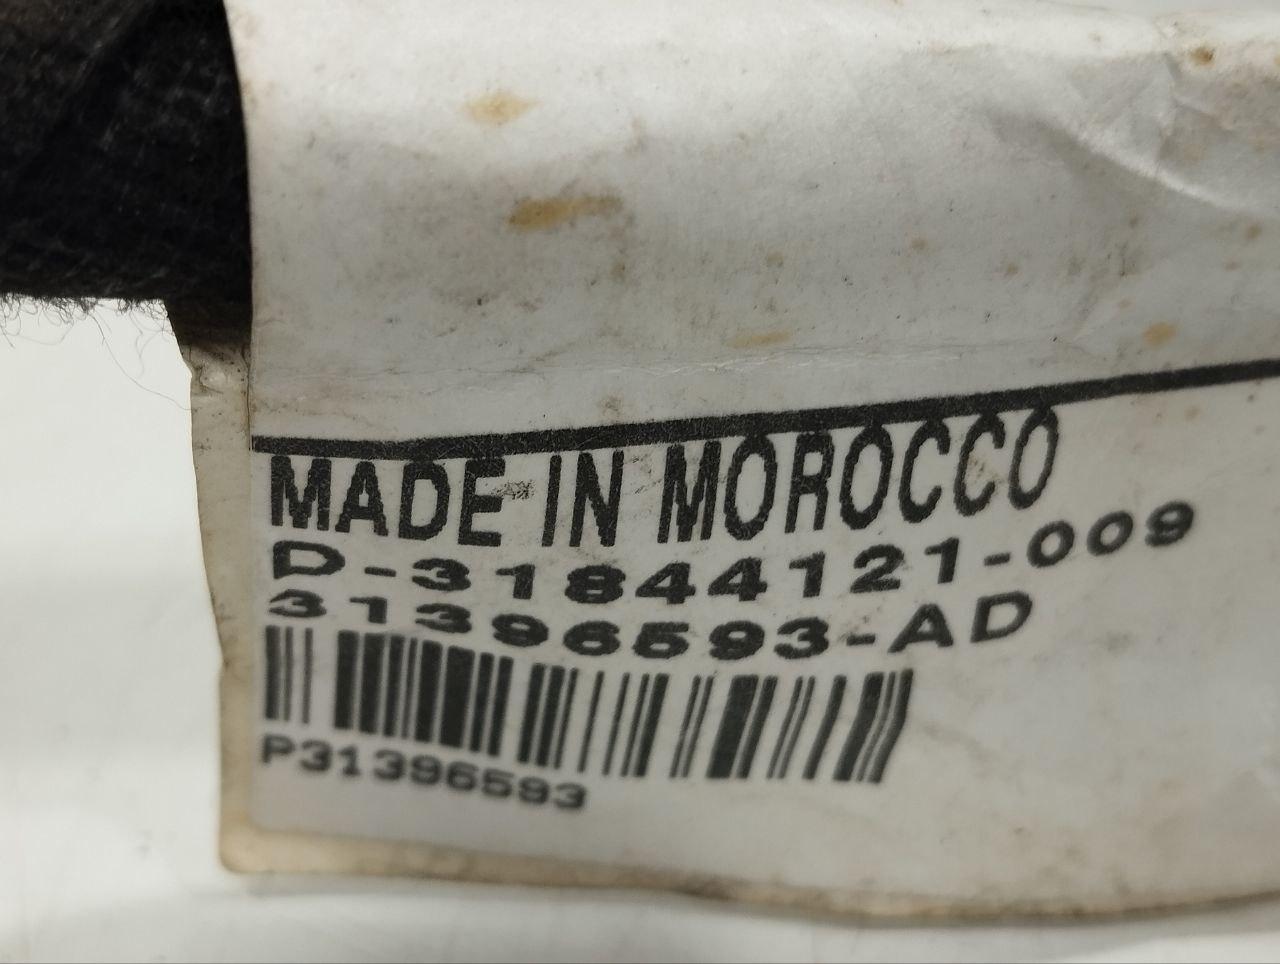 MADE IN MOROCCO
D-31844121-009
31396593-AD
P31396593